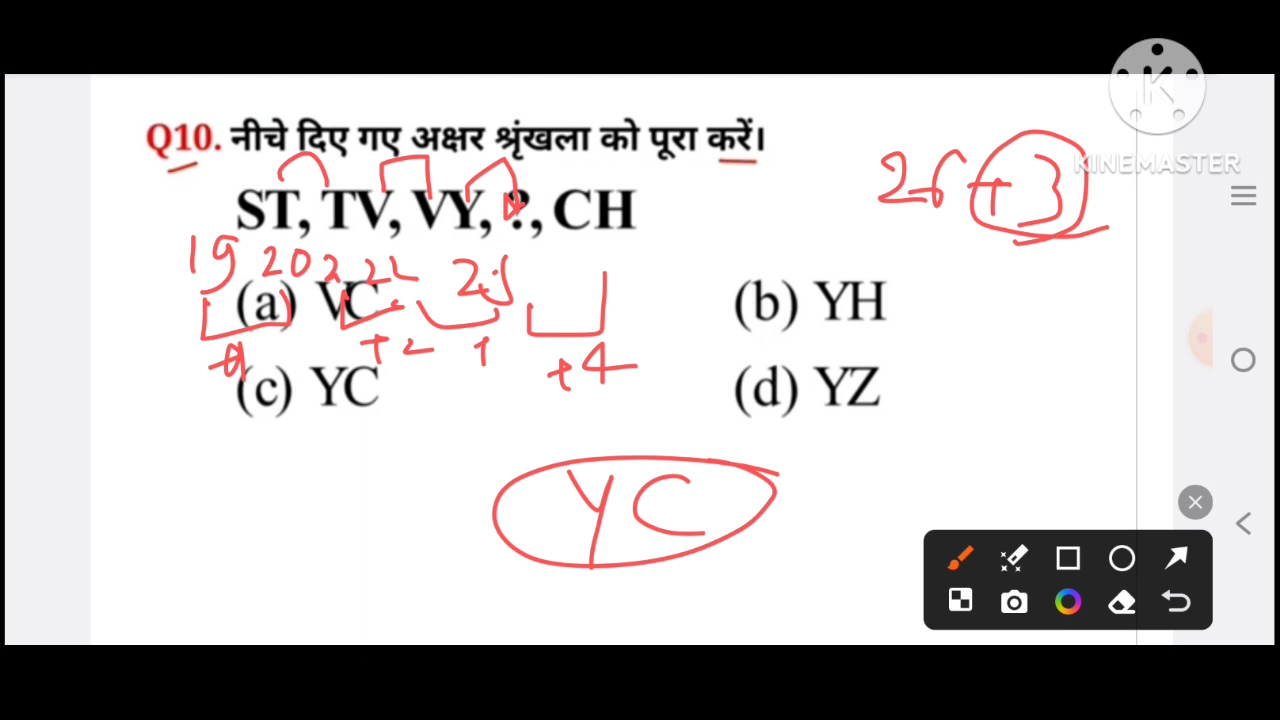 Q10. नीचे दिए गए अक्षर श्रृंखला को पूरा करें।
26+3
KINEMASTER
ST, TV, VY, ?, CH
19 20 2 22 25
(a) VC
(b) YH
+2 +4
(c) YC
(d) YZ
YC